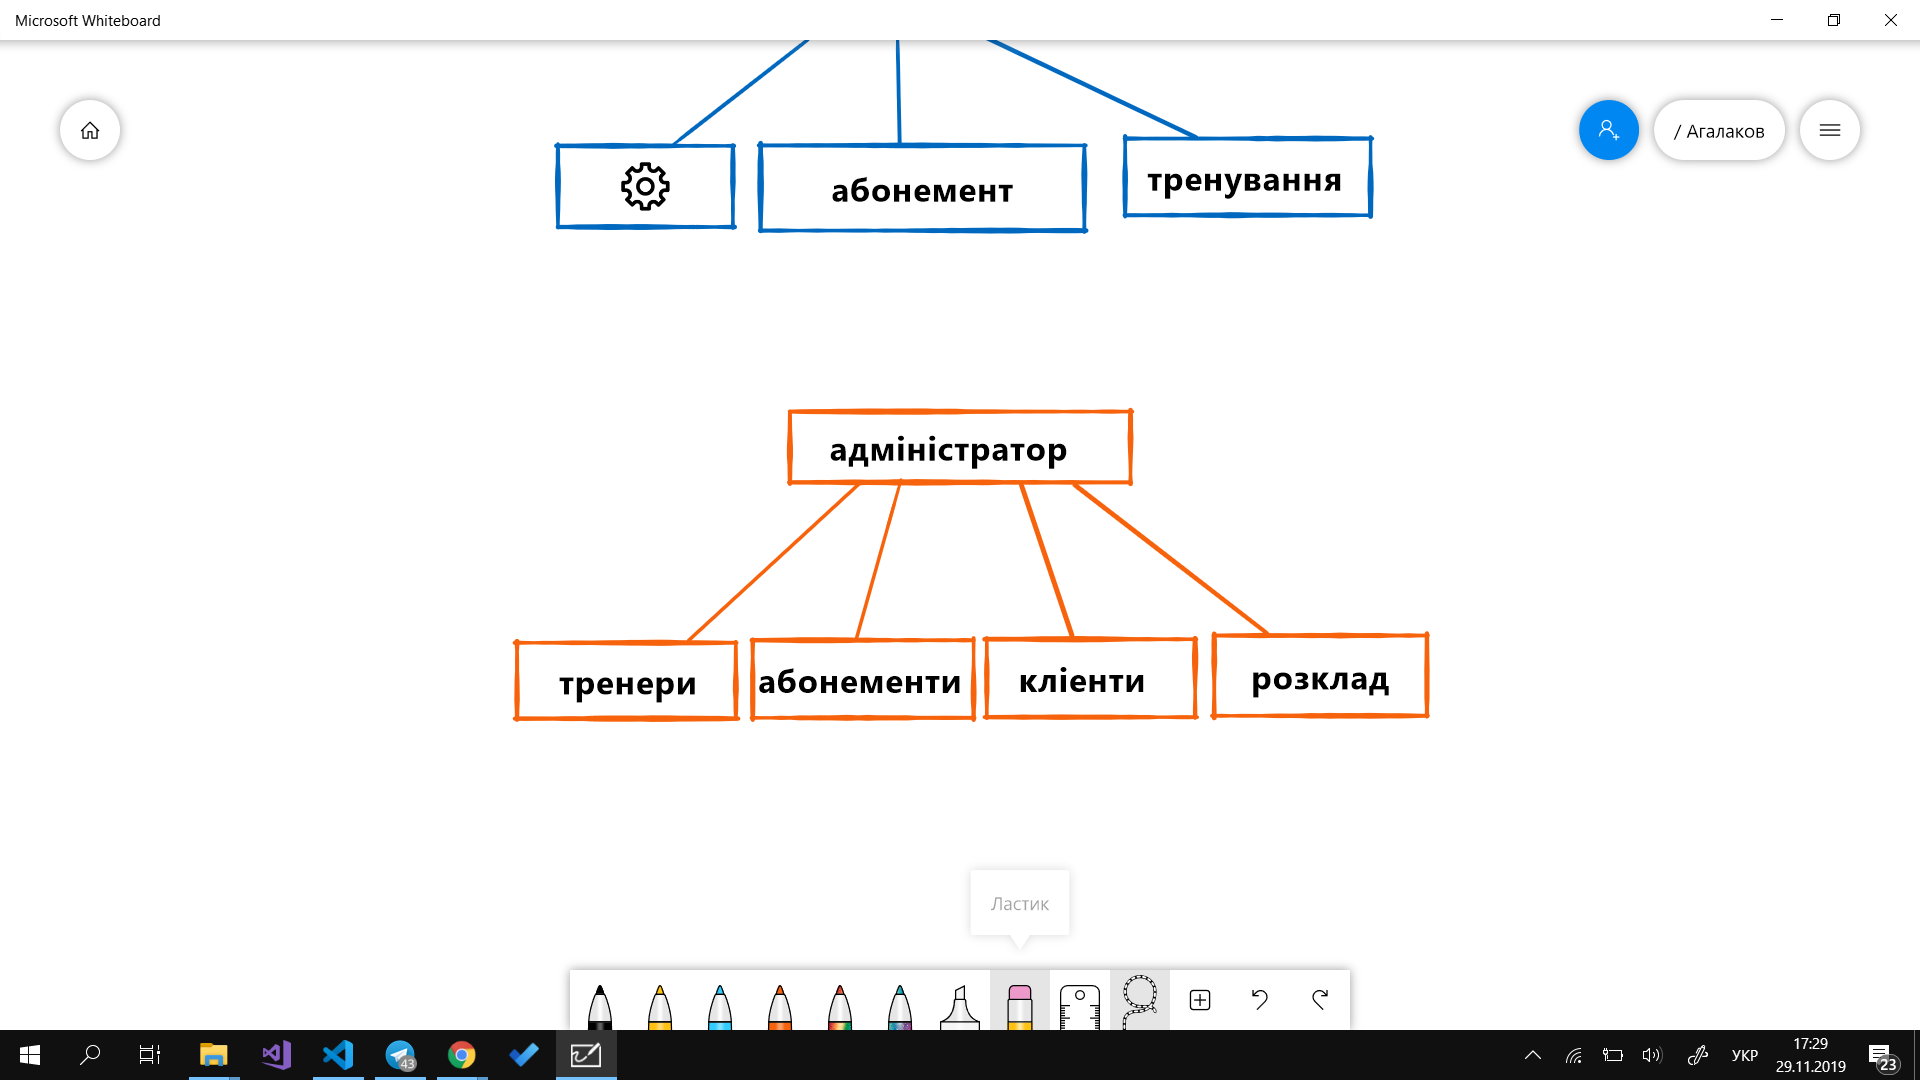 Microsoft Whiteboard
/ Агалаков
абонемент
тренування
адміністратор
тренери
абонементи
клієнти
розклад
Ластик
43
УКР
17:29
29.11.2019
23